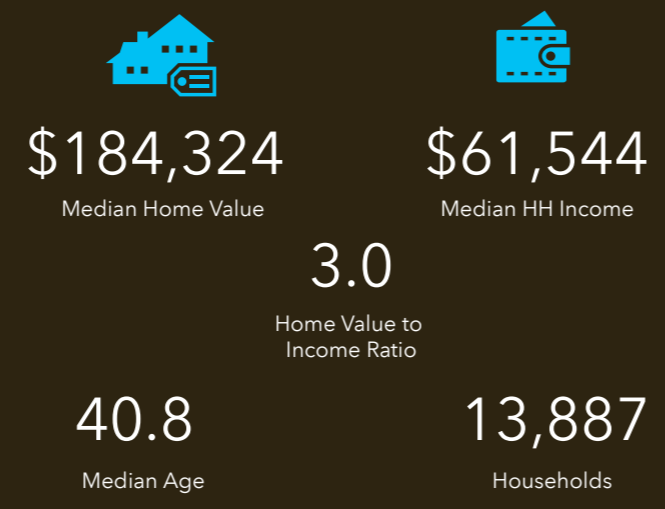 $184,324
$61,544
Median Home Value
Median HH Income
3.0
Home Value to
Income Ratio
40.8
13,887
Median Age
Households